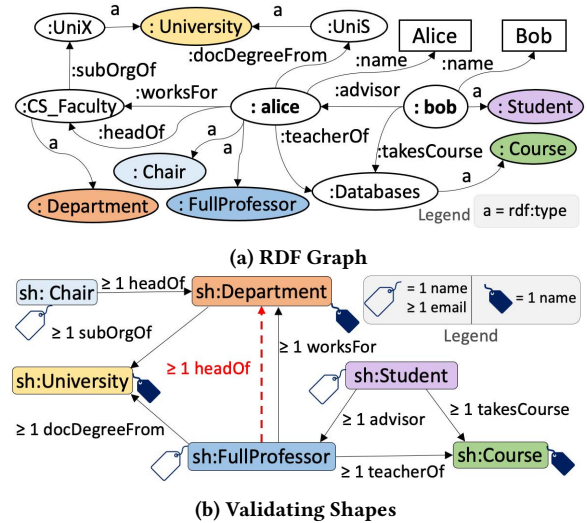 a
a
:UniX
: University
:UniS
Alice
Bob
:docDegreeFrom
:name
:name
:subOrgOf
:worksFor
:advisor
a
:CS_Faculty
: alice
: bob
: Student
:headOf
:teacherOf
:takesCourse
: Course
a
a
a
a
: Chair
: Department
: FullProfessor
:Databases
Legend
a = rdf:type
(a) RDF Graph
≥ 1 headOf
sh: Chair
sh:Department
= 1 name
≥ 1 email
= 1 name
Legend
≥ 1 subOrgOf
≥ 1 headOf
≥ 1 worksFor
sh:University
sh:Student
≥ 1 docDegreeFrom
≥ 1 advisor
≥ 1 takesCourse
sh:FullProfessor
≥ 1 teacherOf
sh:Course
(b) Validating Shapes